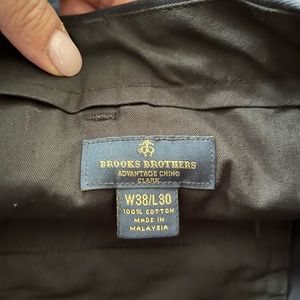 BROOKS BROTHERS
ADVANTAGE CHINO
CLARK
W38/L30
100% COTTON
MADE IN
MALAYSIA